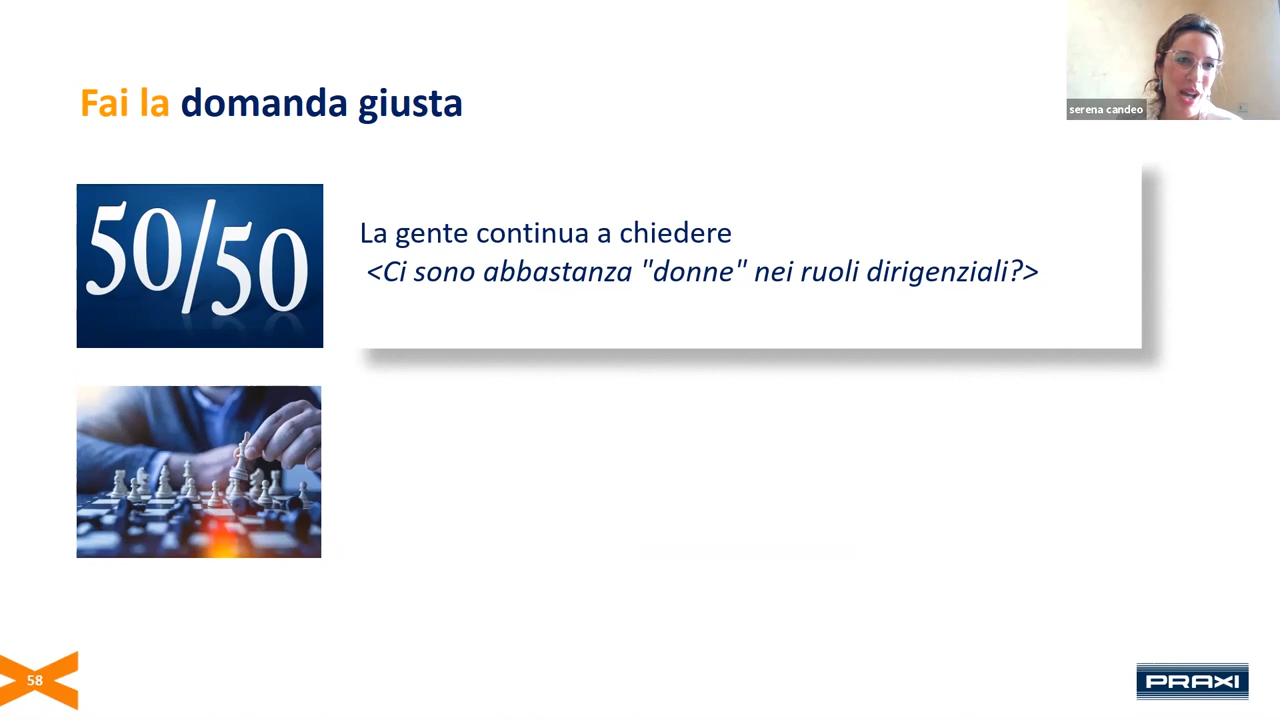 serena candeo
Fai la domanda giusta
50/50
La gente continua a chiedere
<Ci sono abbastanza "donne" nei ruoli dirigenziali?>
58
PRAXI